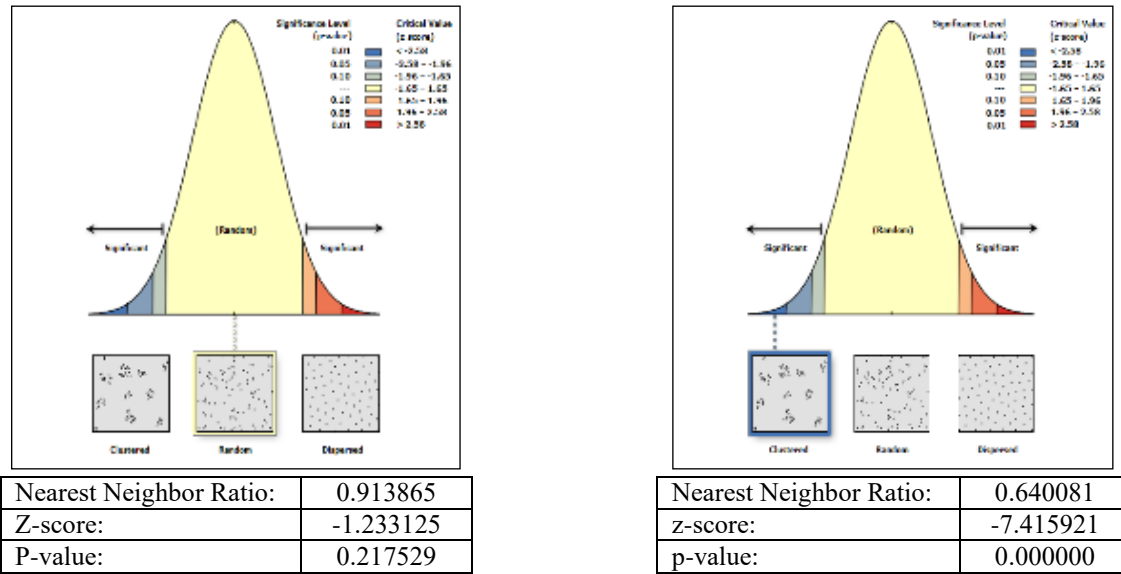 Significance Level Critical Value
(p-value) (z-score)
0.01 < -2.58
0.05 -2.58 – -1.96
0.10 -1.96 – -1.65
--- -1.65 – 1.65
0.10 1.65 – 1.96
0.05 1.96 – 2.58
0.01 > 2.58
(Random)
Significant Significant
Clustered Random Dispersed
Nearest Neighbor Ratio: 0.913865
Z-score: -1.233125
P-value: 0.217529
Significance Level Critical Value
(p-value) (z-score)
0.01 < -2.58
0.05 -2.58 – -1.96
0.10 -1.96 – -1.65
--- -1.65 – 1.65
0.10 1.65 – 1.96
0.05 1.96 – 2.58
0.01 > 2.58
(Random)
Significant Significant
Clustered Random Dispersed
Nearest Neighbor Ratio: 0.640081
z-score: -7.415921
p-value: 0.000000